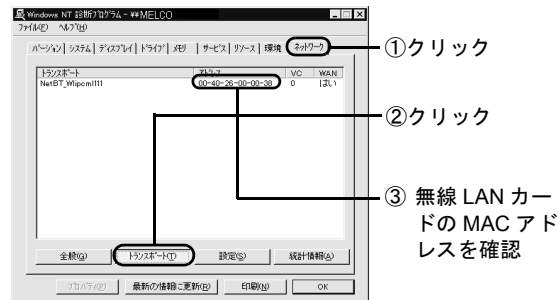 Windows NT 診断プログラム - ¥¥MELCO
ファイル(F) ヘルプ(H)
バージョン システム ディスプレイ ドライブ メモリ サービス リソース 環境 ネットワーク
トランスポート アドレス VC WAN
NetBT_Wlipcml111 00-40-26-00-00-38 0 はい
全般(G) トランスポート(T) 設定(S) 統計情報(A)
プロパティ(P) 最新の情報に更新(R) 印刷(N) OK
①クリック
②クリック
③ 無線 LAN カー
ドの MAC アド
レスを確認